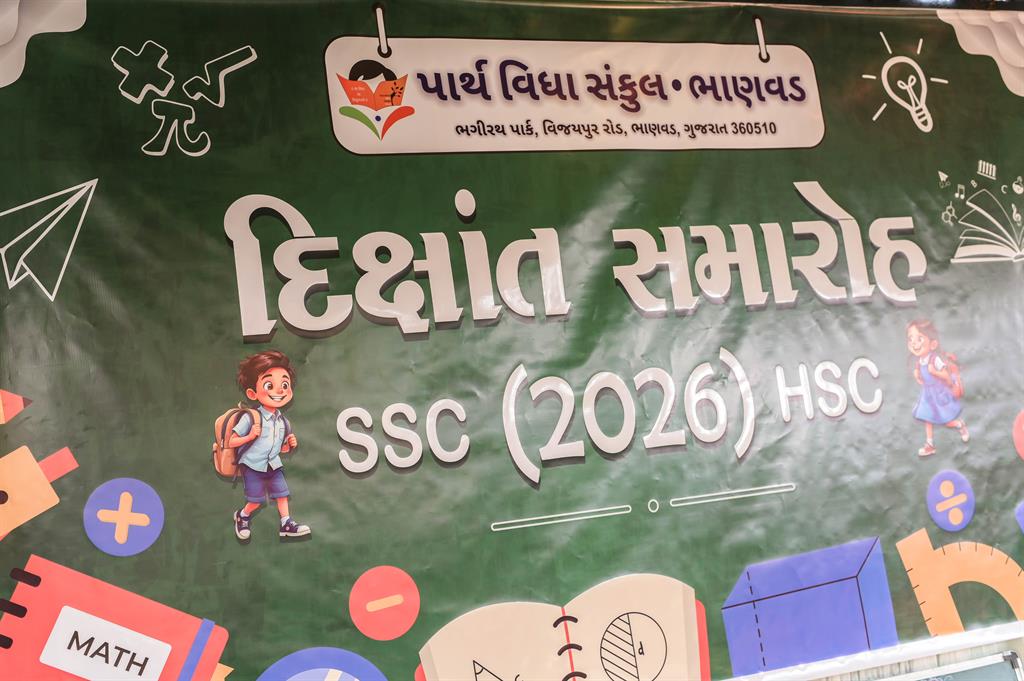 પાર્થ વિધા સંકુલ • ભાણવડ
ભગીરથ પાર્ક, વિજયપુર રોડ, ભાણવડ, ગુજરાત 360510
દિક્ષાંત સમારોહ
SSC (2026) HSC
MATH